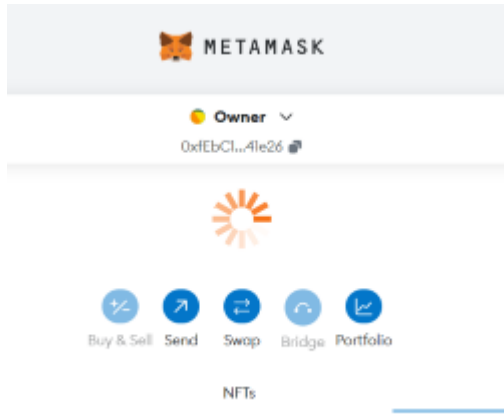 METAMASK
Owner
0xfEbC1...41e26
Buy & Sell Send Swap Bridge Portfolio
NFTs